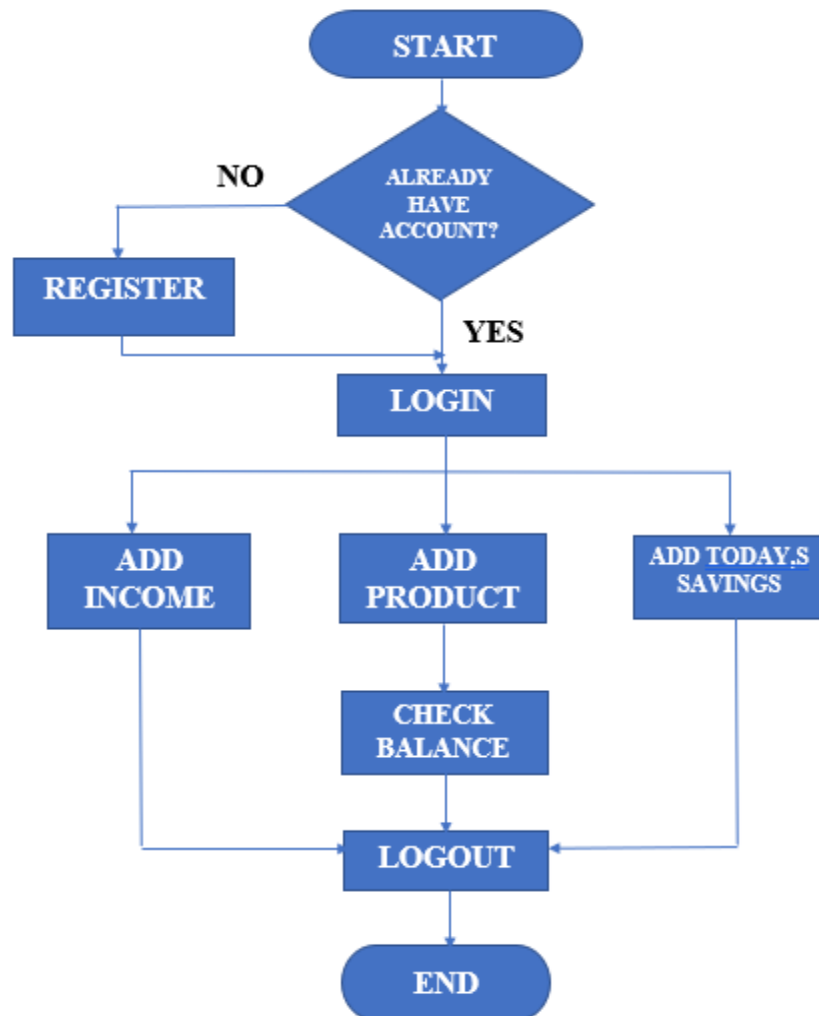 START
NO
ALREADY
HAVE
ACCOUNT?
REGISTER
YES
LOGIN
ADD
INCOME
ADD
PRODUCT
ADD TODAY,S
SAVINGS
CHECK
BALANCE
LOGOUT
END